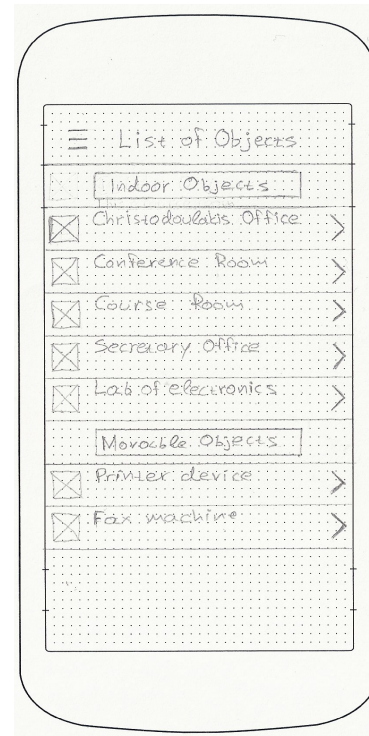 List of Objects
Indoor Objects
Christodoulakis Office
Conference Room
Course Room
Secretary Office
Lab of electronics
Movable Objects
Printer device
Fax machine